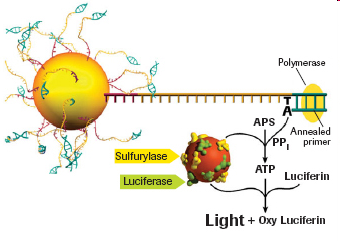 Polymerase
T
A
APS
Annealed
primer
PPI
Sulfurylase
ATP
Luciferin
Luciferase
Light + Oxy Luciferin